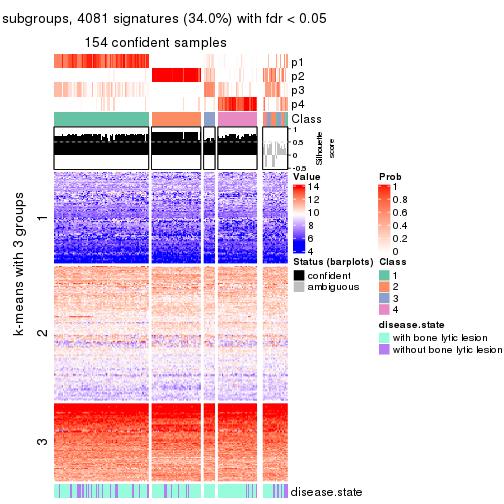 subgroups, 4081 signatures (34.0%) with fdr < 0.05
154 confident samples
p1
p2
p3
p4
Class
1
0.5
0
-0.5
Silhouette
score
k-means with 3 groups
1
2
3
Value
14
12
10
8
6
4
Prob
1
0.8
0.6
0.4
0.2
0
Status (barplots)
confident
ambiguous
Class
1
2
3
4
disease.state
with bone lytic lesion
without bone lytic lesion
disease.state